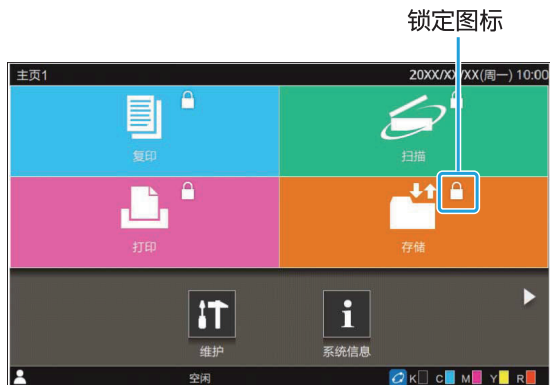 锁定图标
主页1
20XX/XX/XX(周一) 10:00
复印
扫描
打印
存储
维护
系统信息
空闲
K C M Y R